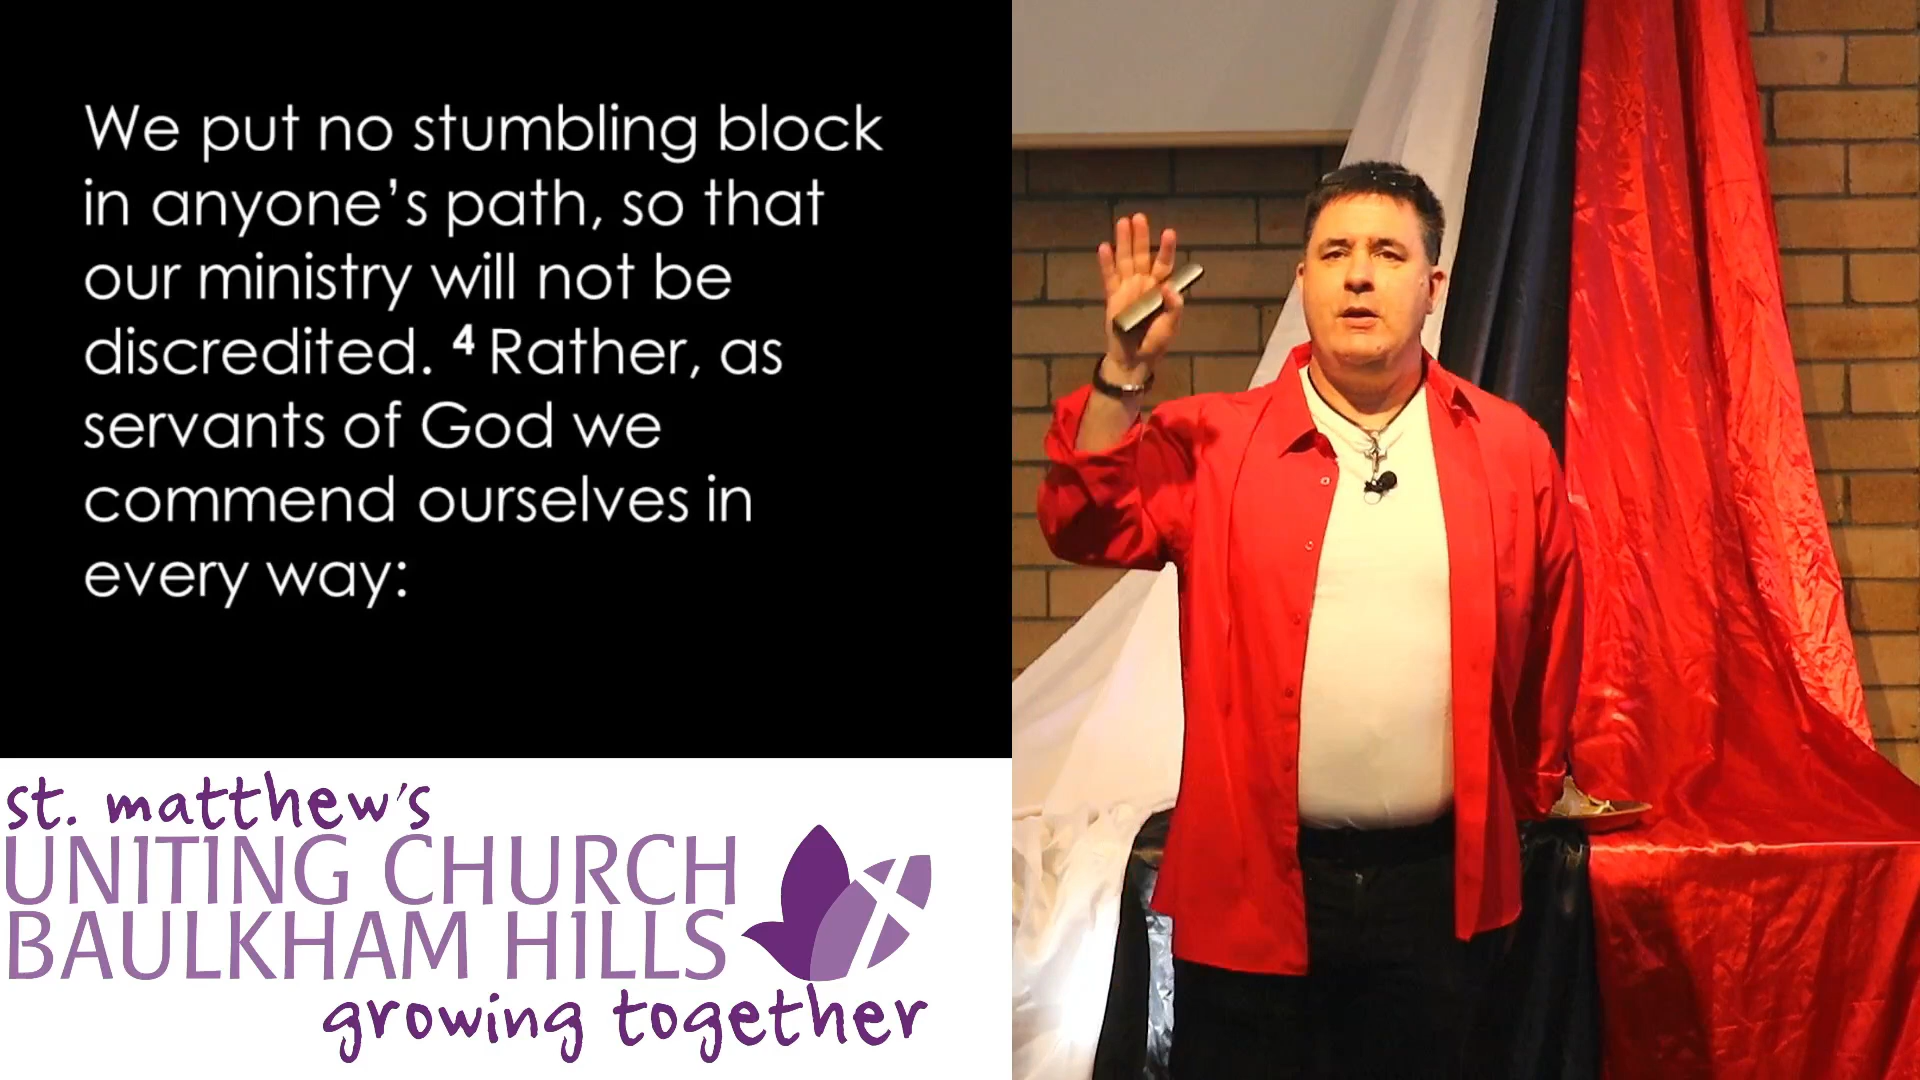 We put no stumbling block
in anyone’s path, so that
our ministry will not be
discredited. 4 Rather, as
servants of God we
commend ourselves in
every way:
st. matthew's
UNITING CHURCH
BAULKHAM HILLS
growing together